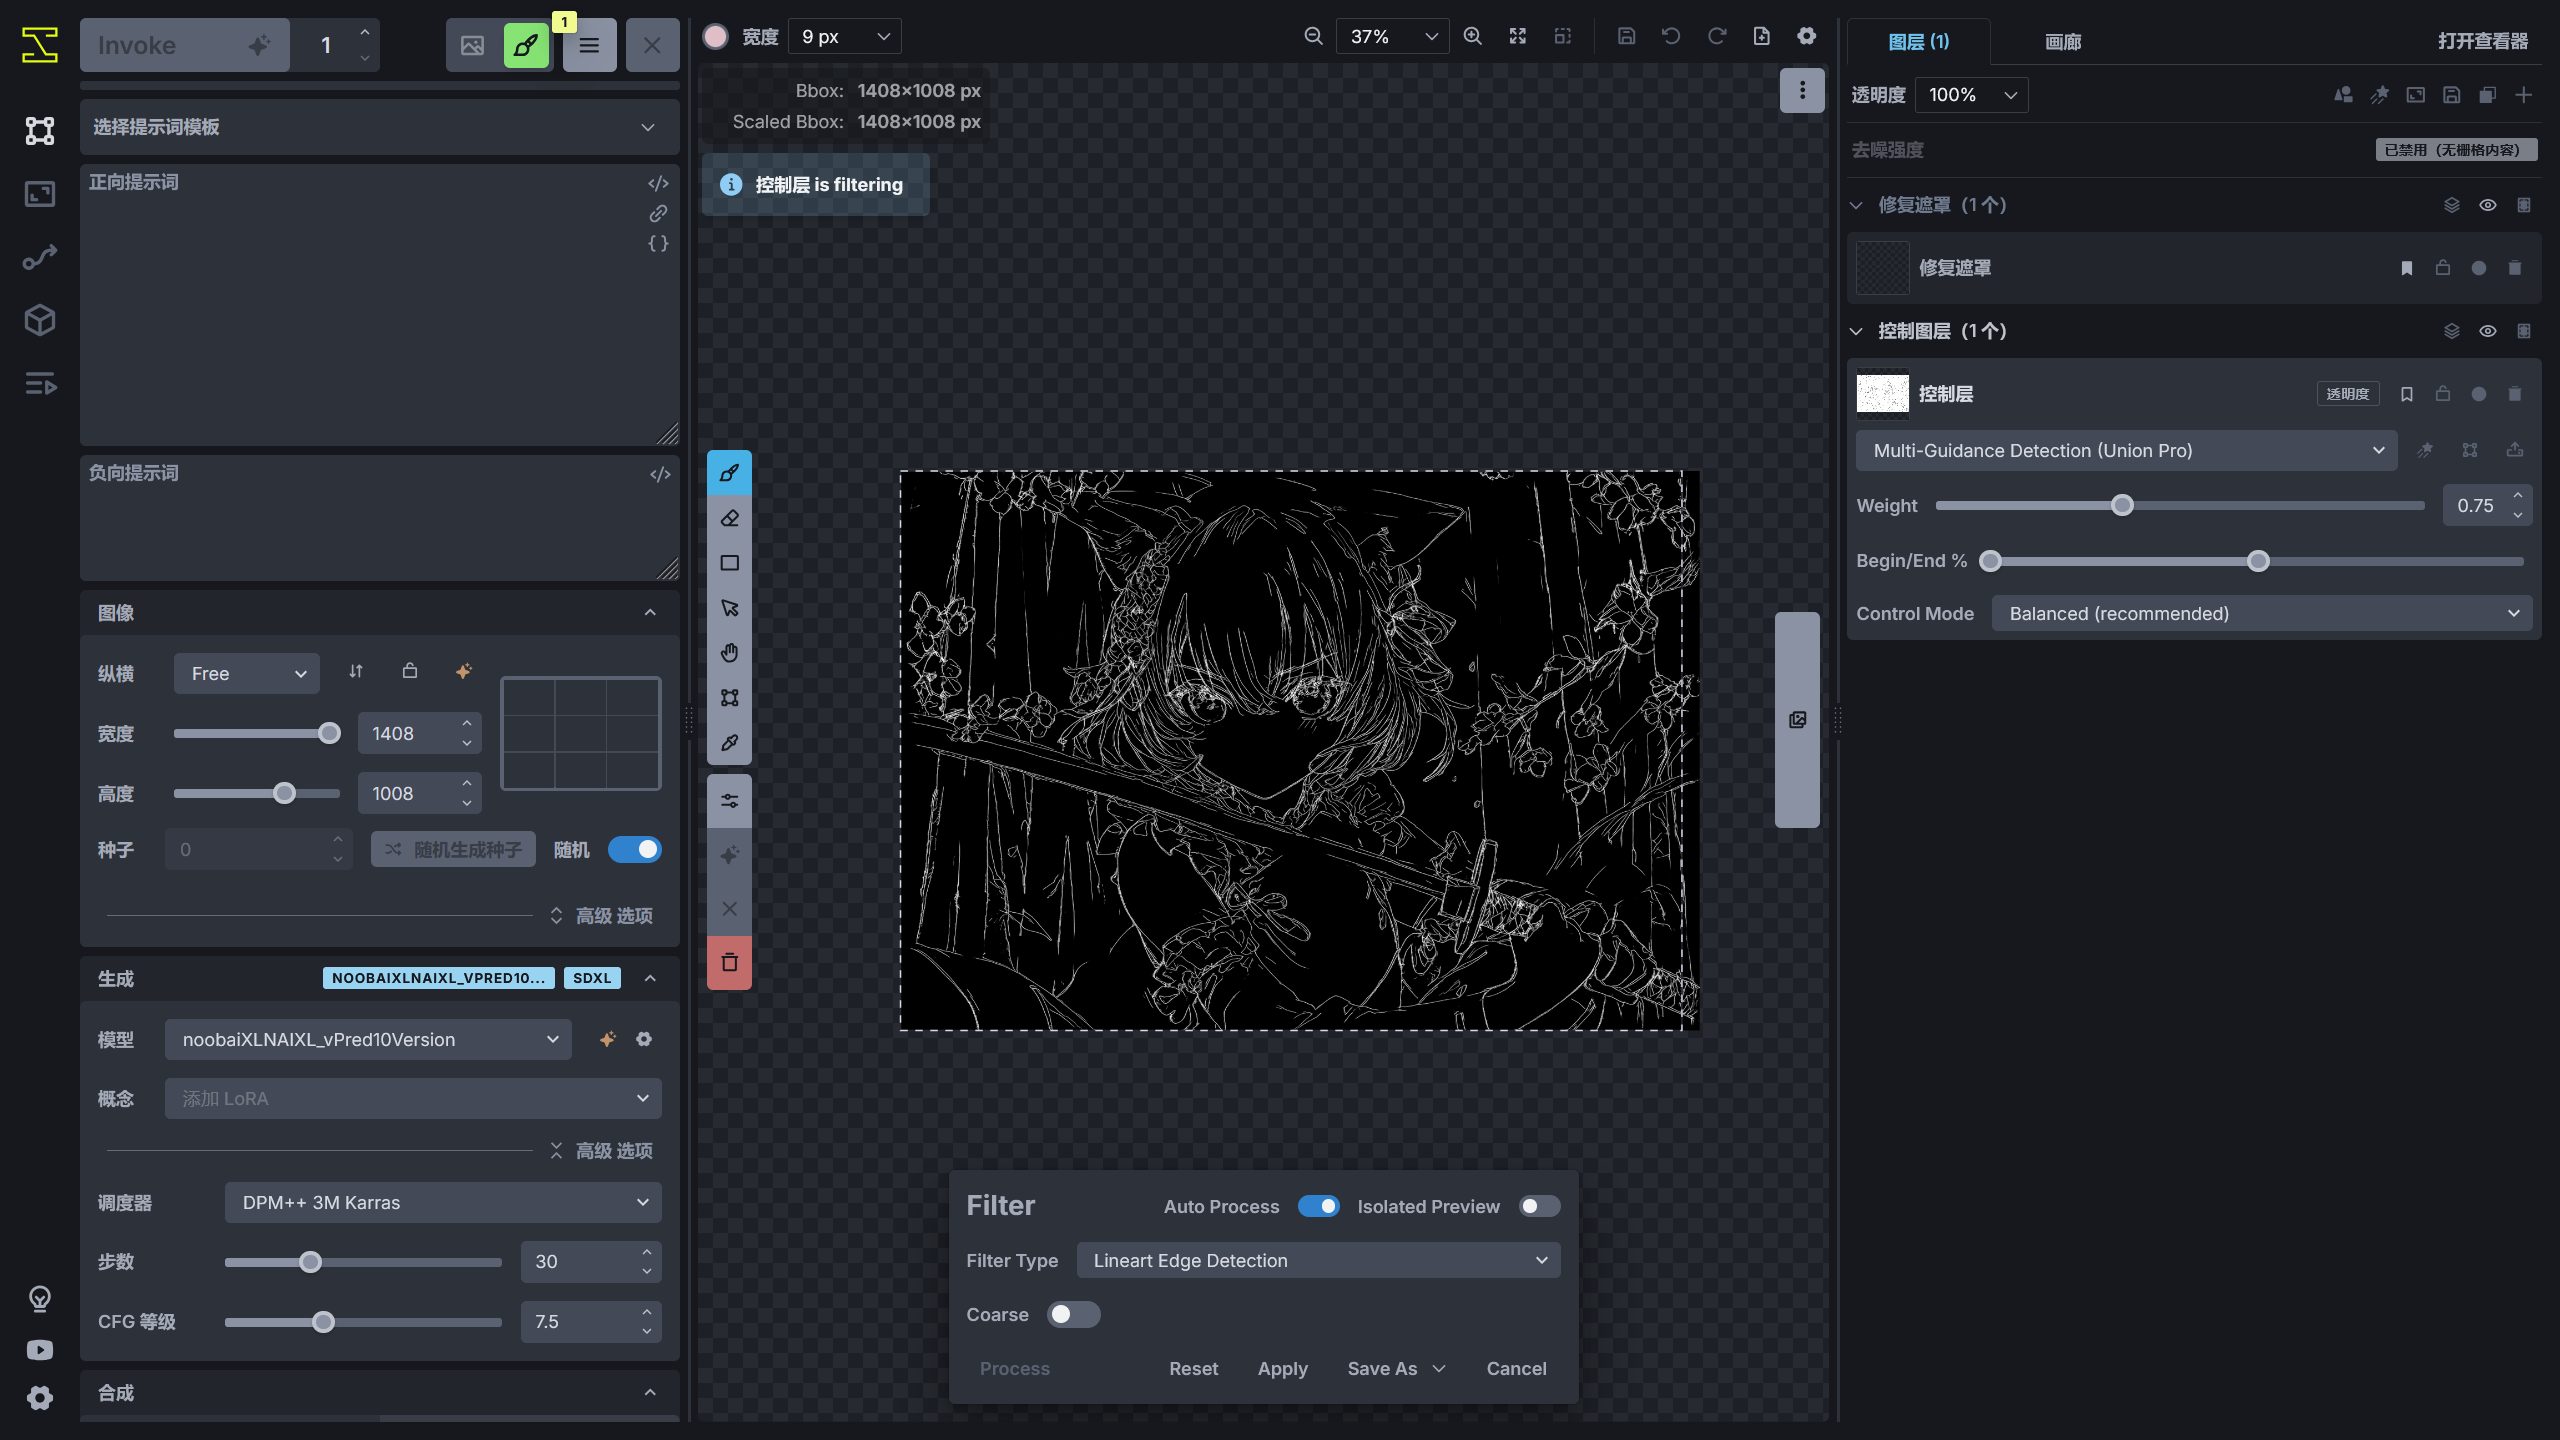 Invoke
1
1
选择提示词模板
正向提示词
负向提示词
图像
纵横 Free
宽度 1408
高度 1008
种子 0 随机生成种子 随机
高级 选项
生成 NOOBAIXLNAIXL_VPRED10... SDXL
模型 noobaiXLNAIXL_vPred10Version
概念 添加 LoRA
高级 选项
调度器 DPM++ 3M Karras
步数 30
CFG 等级 7.5
合成
宽度 9 px
37%
Bbox: 1408×1008 px
Scaled Bbox: 1408×1008 px
控制层 is filtering
Filter Auto Process Isolated Preview
Filter Type Lineart Edge Detection
Coarse
Process Reset Apply Save As Cancel
图层 (1) 画廊 打开查看器
透明度 100%
去噪强度 已禁用（无栅格内容）
修复遮罩（1 个）
修复遮罩
控制图层（1 个）
控制层 透明度
Multi-Guidance Detection (Union Pro)
Weight 0.75
Begin/End %
Control Mode Balanced (recommended)